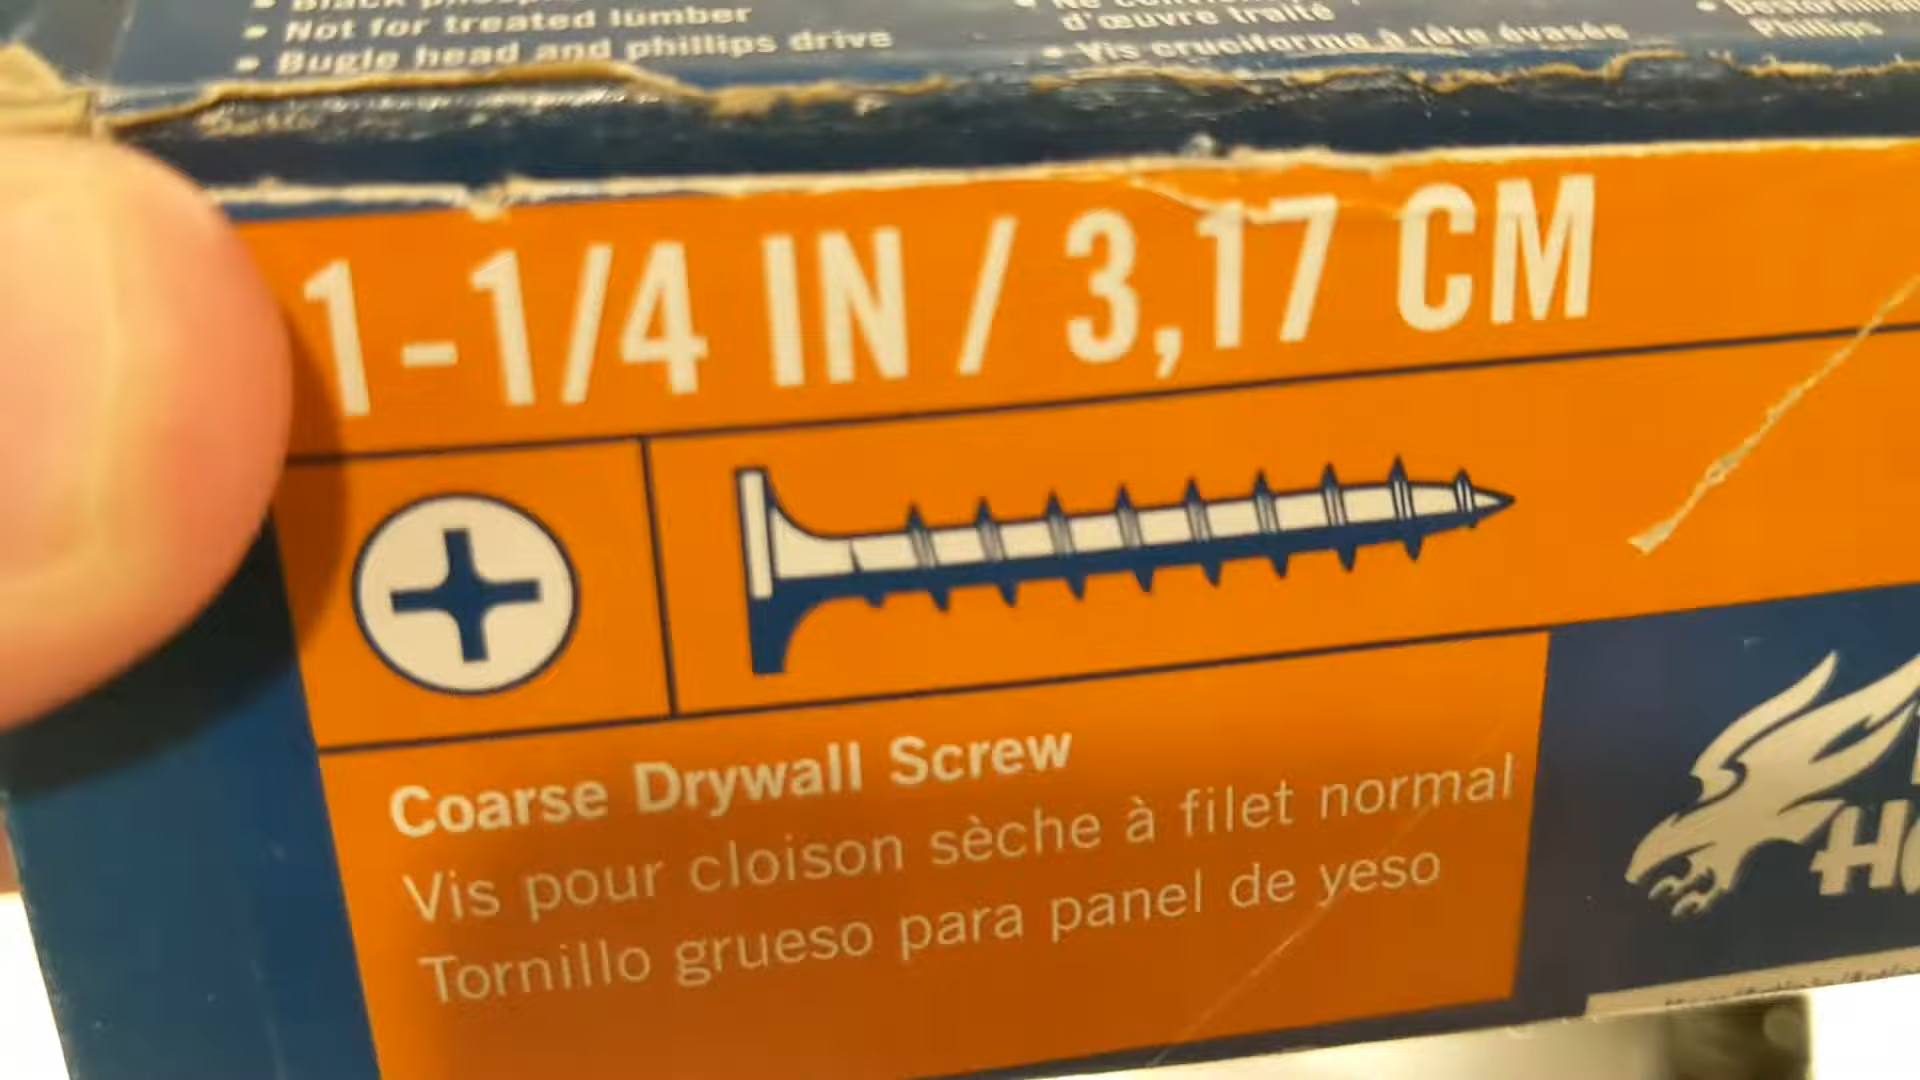 Black
• Not for treated lumber
• Bugle head and phillips drive
d'œuvre traité
• Vis cruciforme à tête évasée
Phillips
1-1/4 IN / 3,17 CM
Coarse Drywall Screw
Vis pour cloison sèche à filet normal
Tornillo grueso para panel de yeso